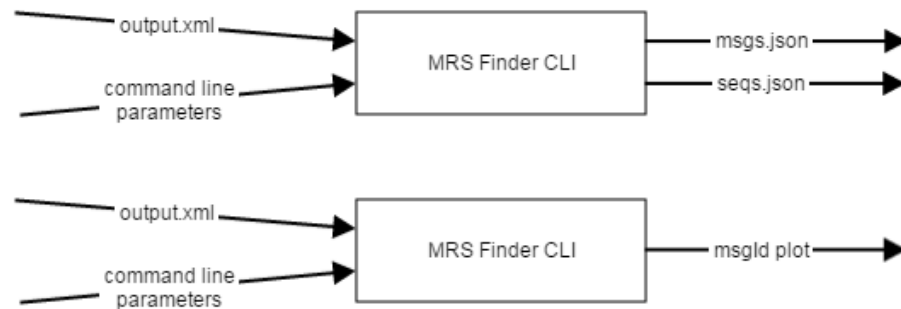 output.xml
command line
parameters
MRS Finder CLI
msgs.json
seqs.json
output.xml
command line
parameters
MRS Finder CLI
msgId plot